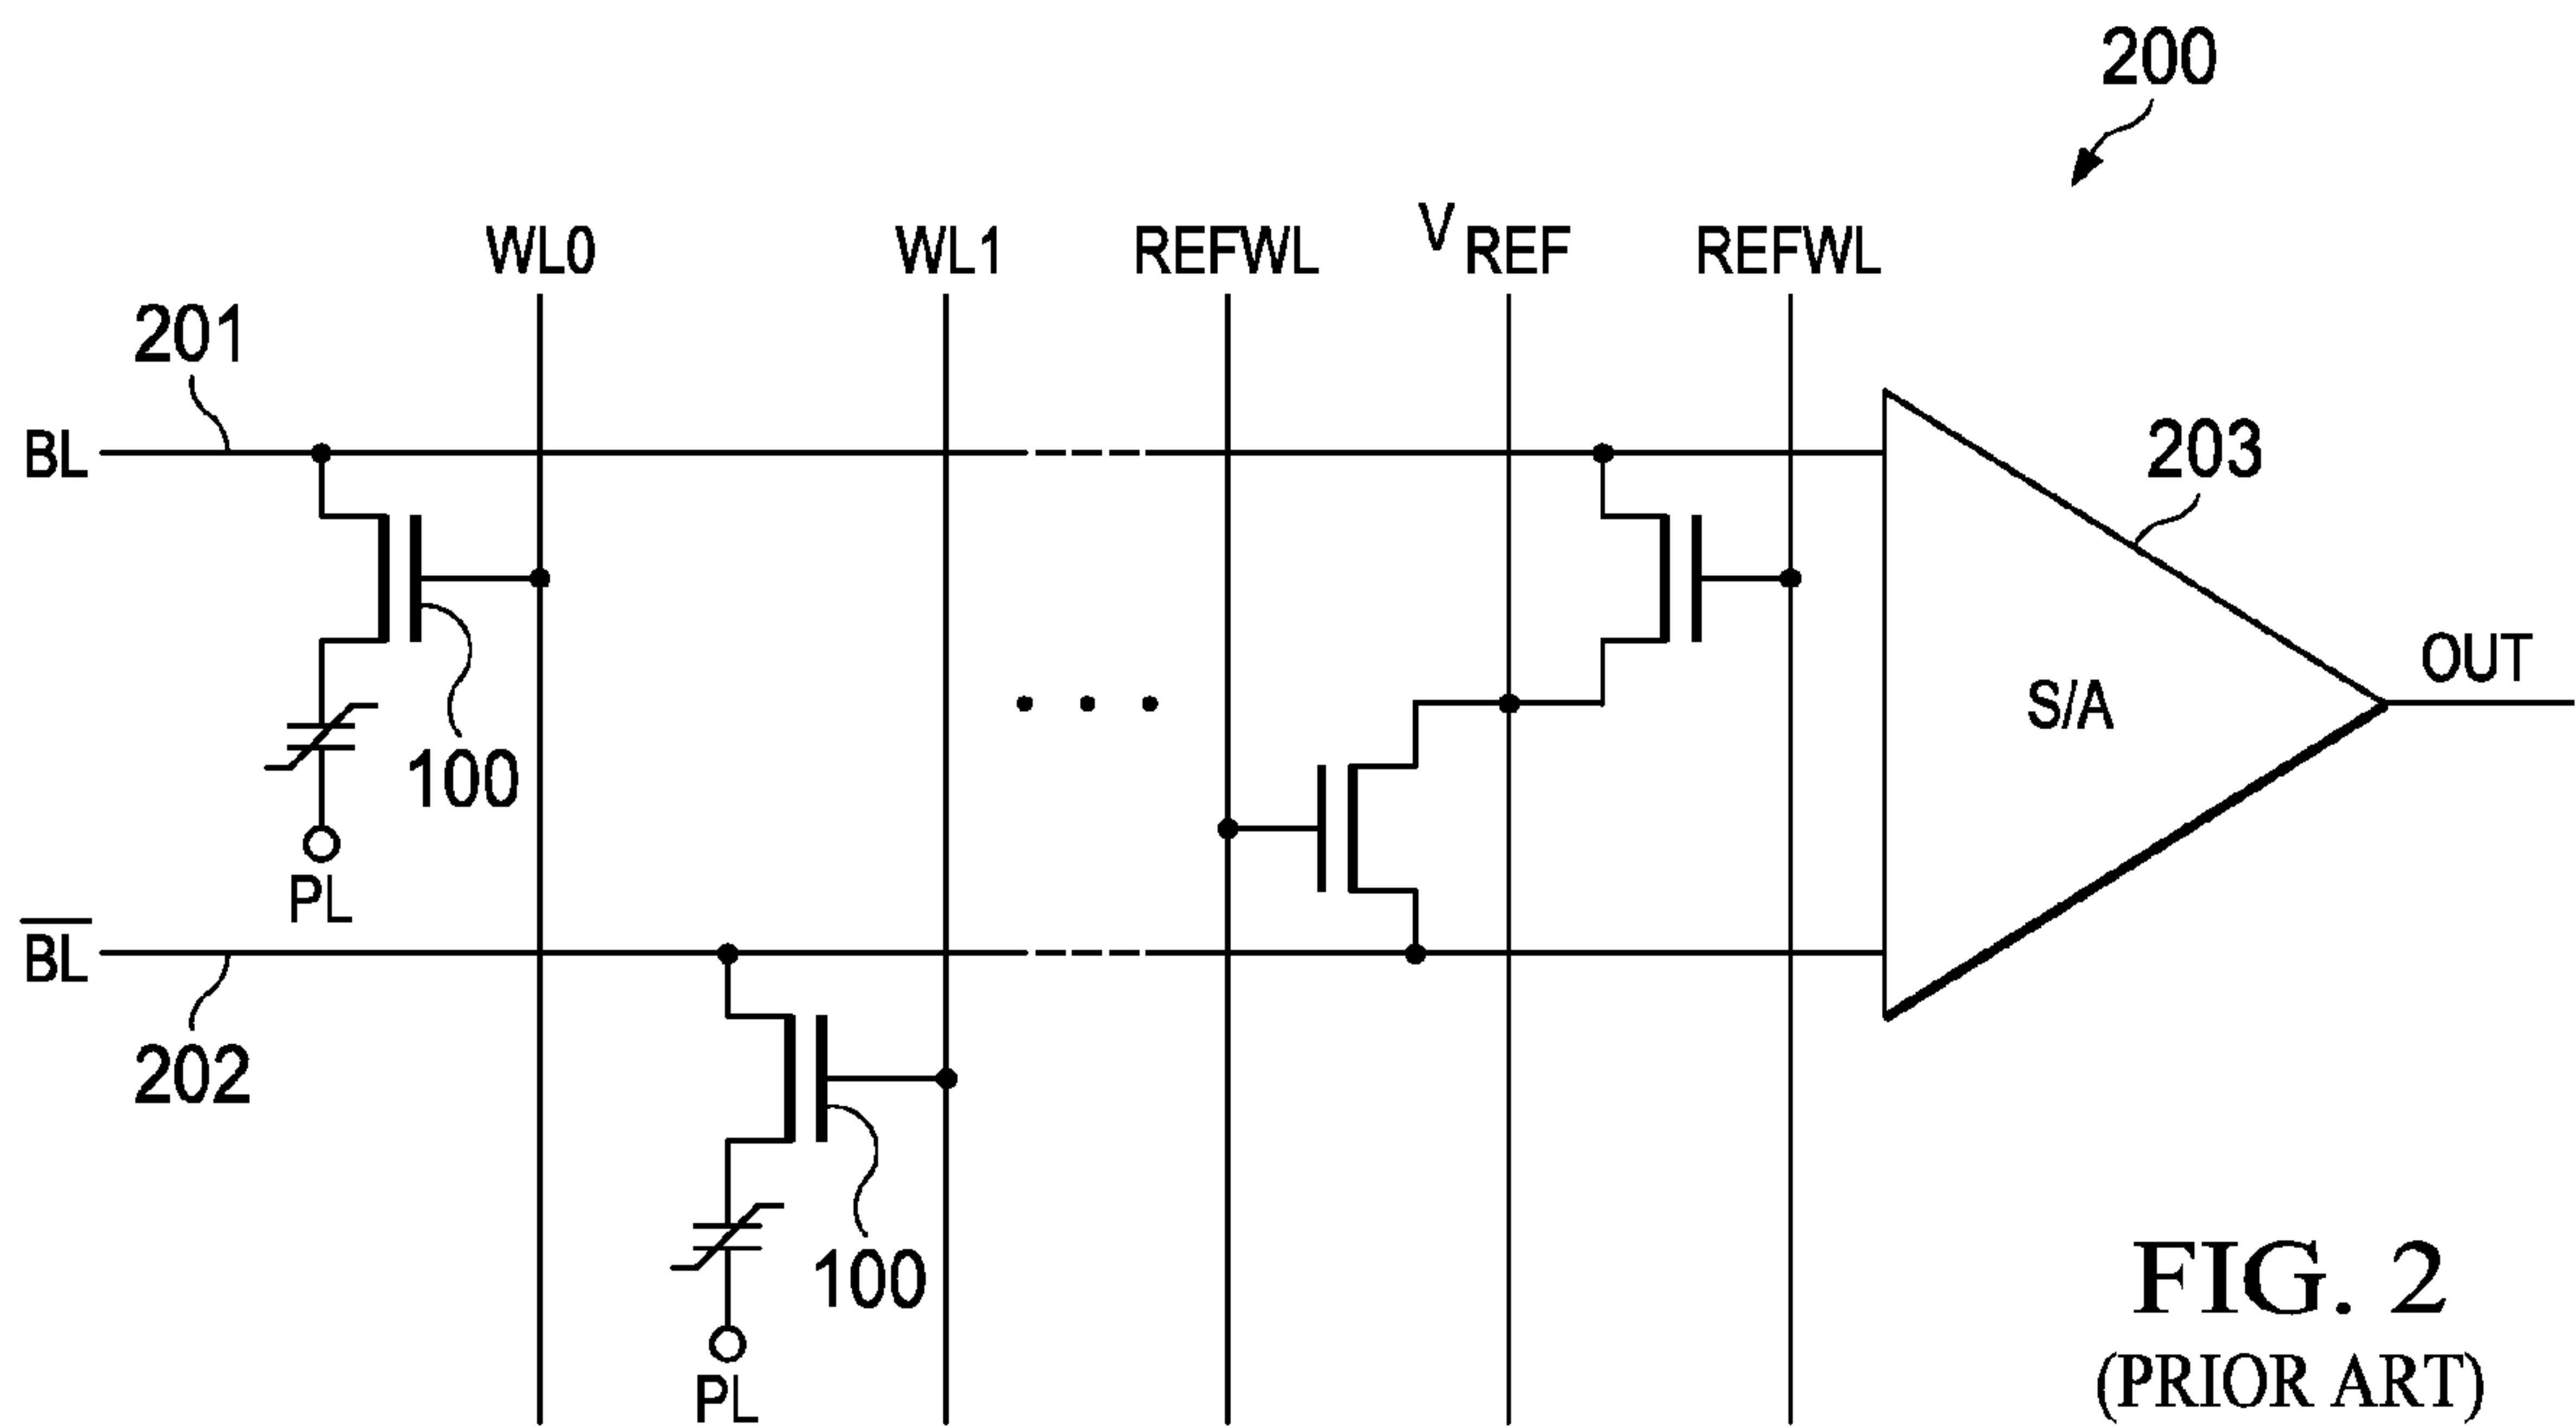 200
WL0
WL1
REFWL
VREF
REFWL
201
BL
203
OUT
S/A
100
PL
B̅L̅
202
100
PL
FIG. 2
(PRIOR ART)